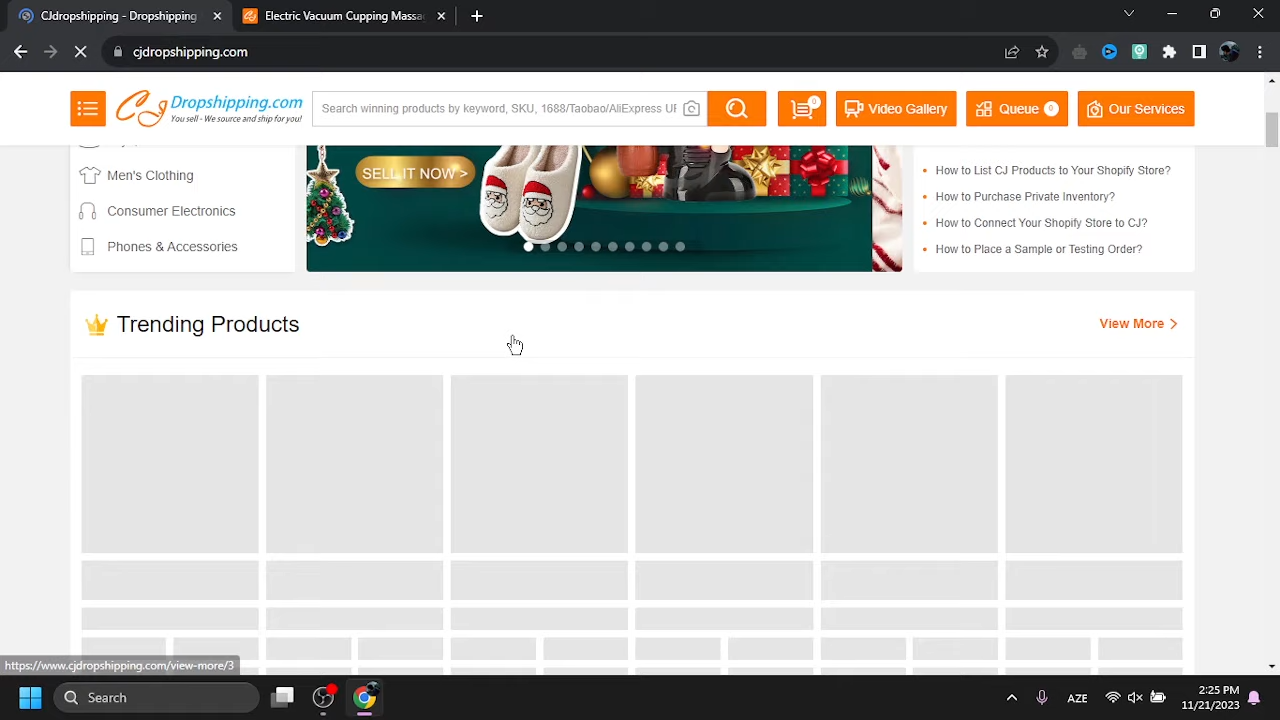 Cjdropshipping - Dropshipping
Electric Vacuum Cupping Massa
cjdropshipping.com
Dropshipping.com
You sell - We source and ship for you!
Search winning products by keyword, SKU, 1688/Taobao/AliExpress UR
0
Video Gallery
Queue 0
Our Services
Men's Clothing
Consumer Electronics
Phones & Accessories
SELL IT NOW >
How to List CJ Products to Your Shopify Store?
How to Purchase Private Inventory?
How to Connect Your Shopify Store to CJ?
How to Place a Sample or Testing Order?
Trending Products
View More
https://www.cjdropshipping.com/view-more/3
Search
AZE
2:25 PM
11/21/2023